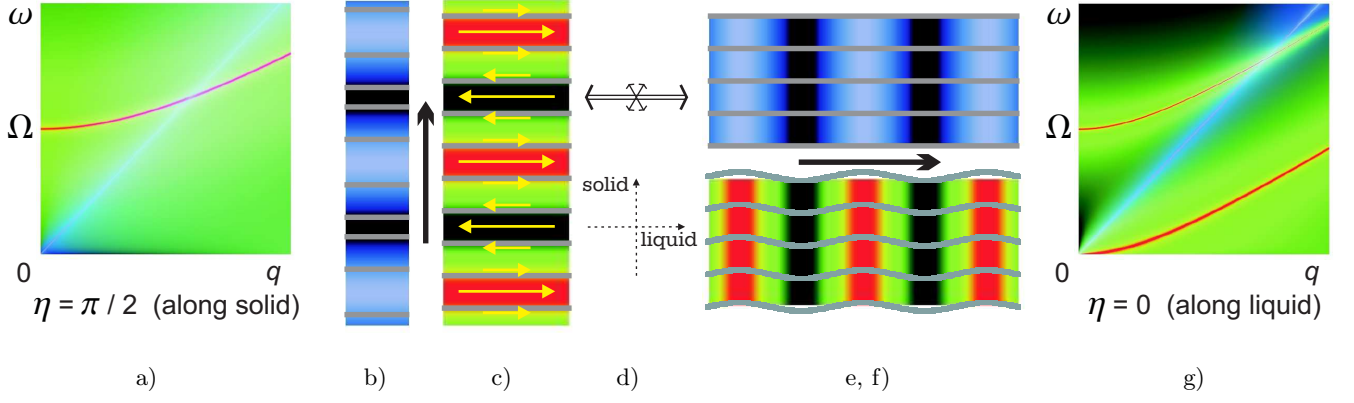 ω
Ω
0
q
η = π / 2 (along solid)
solid
liquid
ω
Ω
0
q
η = 0 (along liquid)
a) b) c) d) e, f) g)